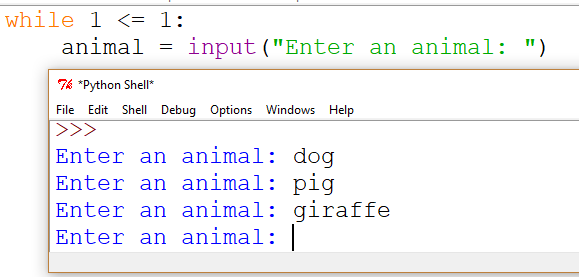 while 1 <= 1:
    animal = input("Enter an animal: ")
*Python Shell*
File Edit Shell Debug Options Windows Help
>>>
Enter an animal: dog
Enter an animal: pig
Enter an animal: giraffe
Enter an animal: